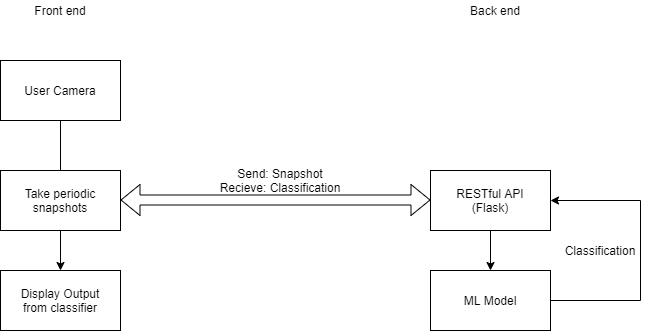 Front end
Back end
User Camera
Send: Snapshot
Recieve: Classification
Take periodic
snapshots
RESTful API
(Flask)
Classification
Display Output
from classifier
ML Model